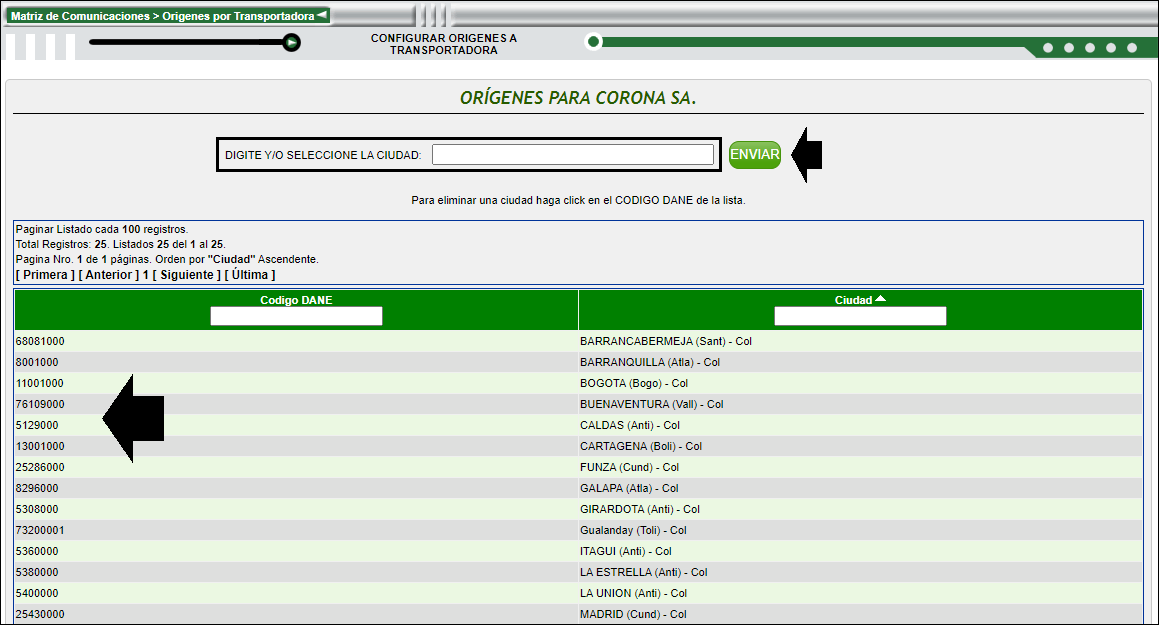 Matriz de Comunicaciones > Origenes por Transportadora
CONFIGURAR ORIGENES A
TRANSPORTADORA
ORÍGENES PARA CORONA SA.
DIGITE Y/O SELECCIONE LA CIUDAD:
ENVIAR
Para eliminar una ciudad haga click en el CODIGO DANE de la lista.
Paginar Listado cada 100 registros.
Total Registros: 25. Listados 25 del 1 al 25.
Pagina Nro. 1 de 1 páginas. Orden por "Ciudad" Ascendente.
[ Primera ] [ Anterior ] 1 [ Siguiente ] [ Última ]
Codigo DANE Ciudad
68081000 BARRANCABERMEJA (Sant) - Col
8001000 BARRANQUILLA (Atla) - Col
11001000 BOGOTA (Bogo) - Col
76109000 BUENAVENTURA (Vall) - Col
5129000 CALDAS (Anti) - Col
13001000 CARTAGENA (Boli) - Col
25286000 FUNZA (Cund) - Col
8296000 GALAPA (Atla) - Col
5308000 GIRARDOTA (Anti) - Col
73200001 Gualanday (Toli) - Col
5360000 ITAGUI (Anti) - Col
5380000 LA ESTRELLA (Anti) - Col
5400000 LA UNION (Anti) - Col
25430000 MADRID (Cund) - Col